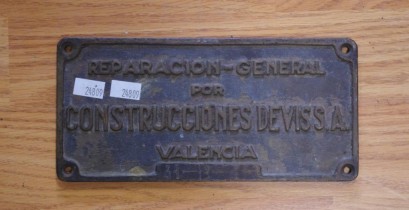 REPARACION-GENERAL
POR
CONSTRUCCIONES DEVIS S.A.
VALENCIA